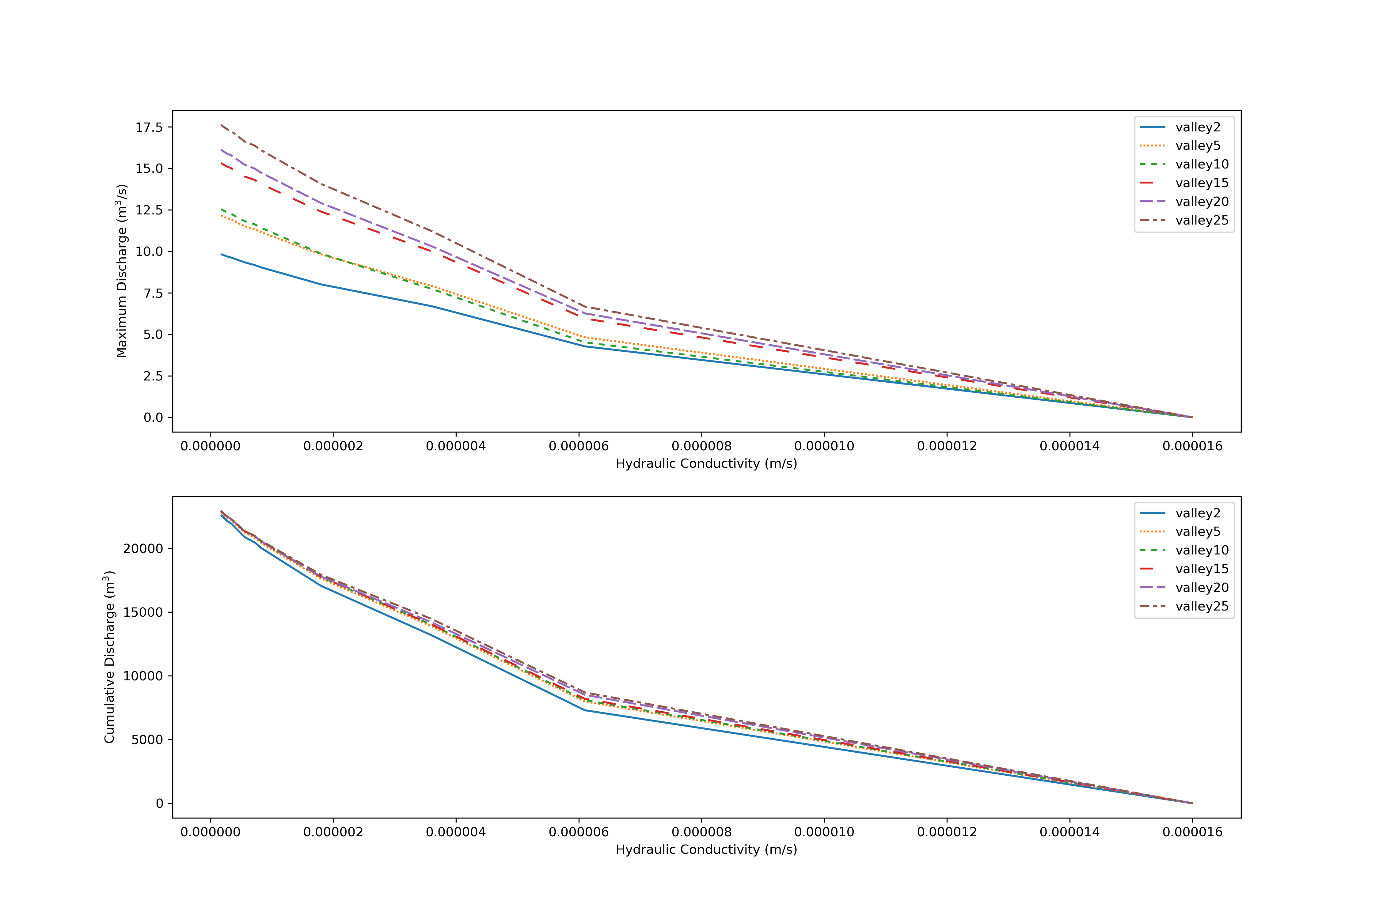 17.5
15.0
12.5
10.0
7.5
5.0
2.5
0.0
Maximum Discharge (m³/s)
valley2
valley5
valley10
valley15
valley20
valley25
0.000000 0.000002 0.000004 0.000006 0.000008 0.000010 0.000012 0.000014 0.000016
Hydraulic Conductivity (m/s)
20000
15000
10000
5000
0
Cumulative Discharge (m³)
valley2
valley5
valley10
valley15
valley20
valley25
0.000000 0.000002 0.000004 0.000006 0.000008 0.000010 0.000012 0.000014 0.000016
Hydraulic Conductivity (m/s)